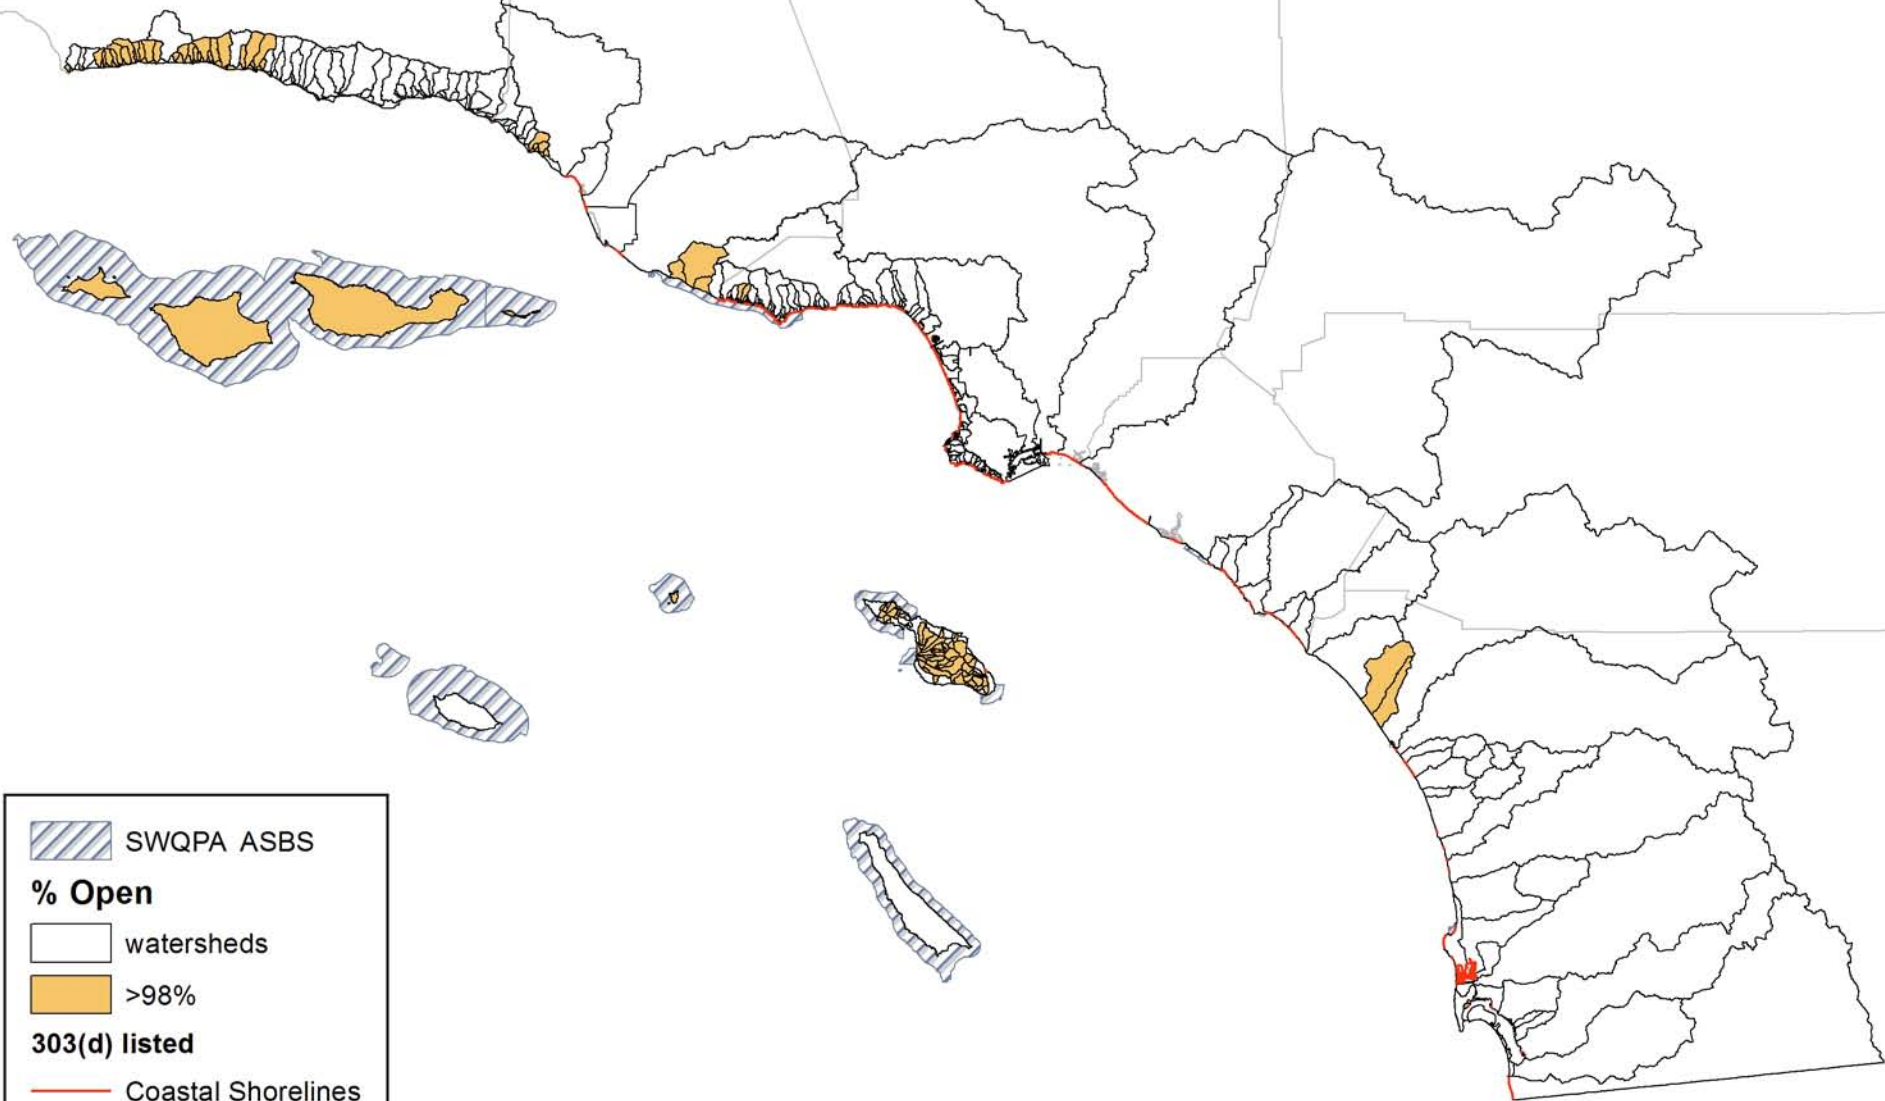 SWQPA ASBS
% Open
watersheds
>98%
303(d) listed
Coastal Shorelines